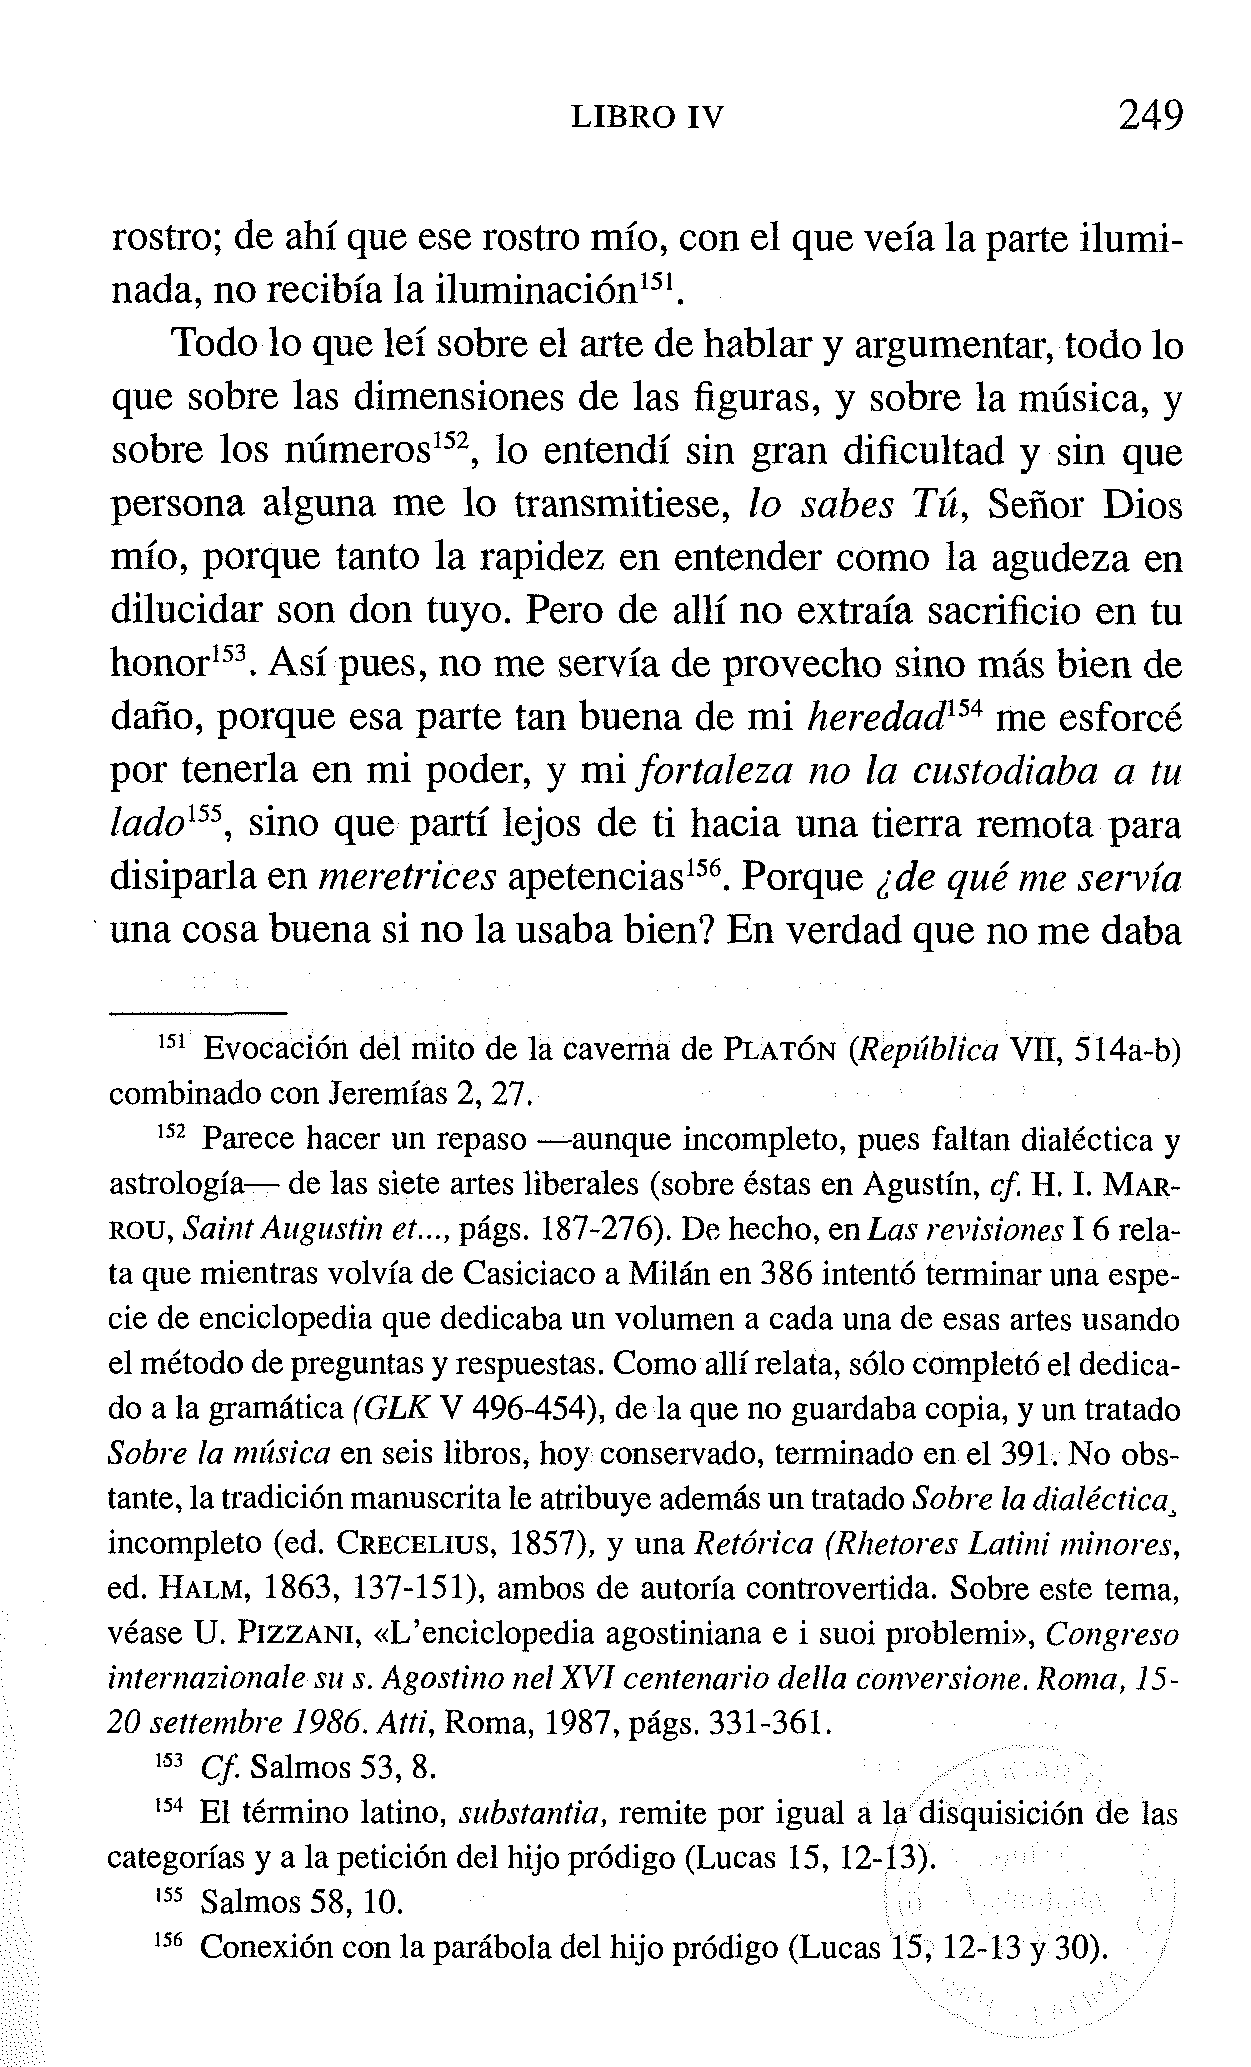 LIBRO IV 249
rostro; de ahí que ese rostro mío, con el que veía la parte ilumi-
nada, no recibía la iluminación¹⁵¹.
Todo lo que leí sobre el arte de hablar y argumentar, todo lo
que sobre las dimensiones de las figuras, y sobre la música, y
sobre los números¹⁵², lo entendí sin gran dificultad y sin que
persona alguna me lo transmitiese, lo sabes Tú, Señor Dios
mío, porque tanto la rapidez en entender como la agudeza en
dilucidar son don tuyo. Pero de allí no extraía sacrificio en tu
honor¹⁵³. Así pues, no me servía de provecho sino más bien de
daño, porque esa parte tan buena de mi heredad¹⁵⁴ me esforcé
por tenerla en mi poder, y mi fortaleza no la custodiaba a tu
lado¹⁵⁵, sino que partí lejos de ti hacia una tierra remota para
disiparla en meretrices apetencias¹⁵⁶. Porque ¿de qué me servía
una cosa buena si no la usaba bien? En verdad que no me daba
¹⁵¹ Evocación del mito de la caverna de PLATÓN (República VII, 514a-b)
combinado con Jeremías 2, 27.
¹⁵² Parece hacer un repaso —aunque incompleto, pues faltan dialéctica y
astrología— de las siete artes liberales (sobre éstas en Agustín, cf. H. I. MAR-
ROU, Saint Augustin et..., págs. 187-276). De hecho, en Las revisiones I 6 rela-
ta que mientras volvía de Casiciaco a Milán en 386 intentó terminar una espe-
cie de enciclopedia que dedicaba un volumen a cada una de esas artes usando
el método de preguntas y respuestas. Como allí relata, sólo completó el dedica-
do a la gramática (GLK V 496-454), de la que no guardaba copia, y un tratado
Sobre la música en seis libros, hoy conservado, terminado en el 391. No obs-
tante, la tradición manuscrita le atribuye además un tratado Sobre la dialéctica,
incompleto (ed. CRECELIUS, 1857), y una Retórica (Rhetores Latini minores,
ed. HALM, 1863, 137-151), ambos de autoría controvertida. Sobre este tema,
véase U. PIZZANI, «L'enciclopedia agostiniana e i suoi problemi», Congreso
internazionale su s. Agostino nel XVI centenario della conversione. Roma, 15-
20 settembre 1986. Atti, Roma, 1987, págs. 331-361.
¹⁵³ Cf. Salmos 53, 8.
¹⁵⁴ El término latino, substantia, remite por igual a la disquisición de las
categorías y a la petición del hijo pródigo (Lucas 15, 12-13).
¹⁵⁵ Salmos 58, 10.
¹⁵⁶ Conexión con la parábola del hijo pródigo (Lucas 15, 12-13 y 30).